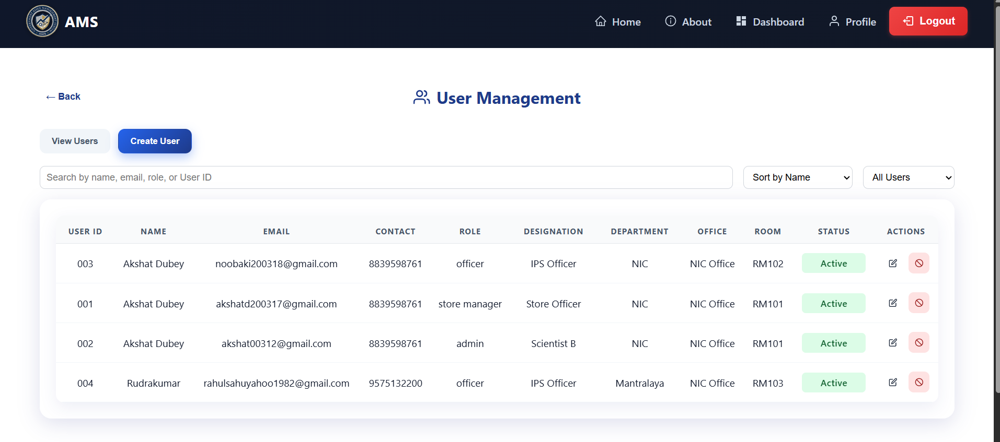 AMS
Home About Dashboard Profile Logout
← Back
User Management
View Users Create User
Search by name, email, role, or User ID Sort by Name All Users
USER ID NAME EMAIL CONTACT ROLE DESIGNATION DEPARTMENT OFFICE ROOM STATUS ACTIONS
003 Akshat Dubey noobaki200318@gmail.com 8839598761 officer IPS Officer NIC NIC Office RM102 Active
001 Akshat Dubey akshatd200317@gmail.com 8839598761 store manager Store Officer NIC NIC Office RM101 Active
002 Akshat Dubey akshat00312@gmail.com 8839598761 admin Scientist B NIC NIC Office RM101 Active
004 Rudrakumar rahulsahuyahoo1982@gmail.com 9575132200 officer IPS Officer Mantralaya NIC Office RM103 Active